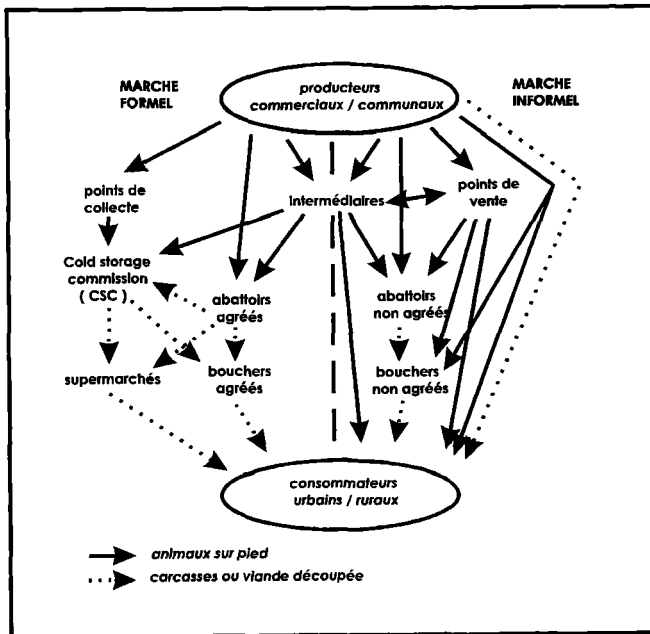 MARCHE
FORMEL
producteurs
commerciaux / communaux
MARCHE
INFORMEL
points de
collecte
intermédiaires
points de
vente
Cold storage
commission
( CSC )
abattoirs
agréés
abattoirs
non agréés
supermarchés
bouchers
agréés
bouchers
non agréés
consommateurs
urbains / ruraux
animaux sur pied
carcasses ou viande découpée